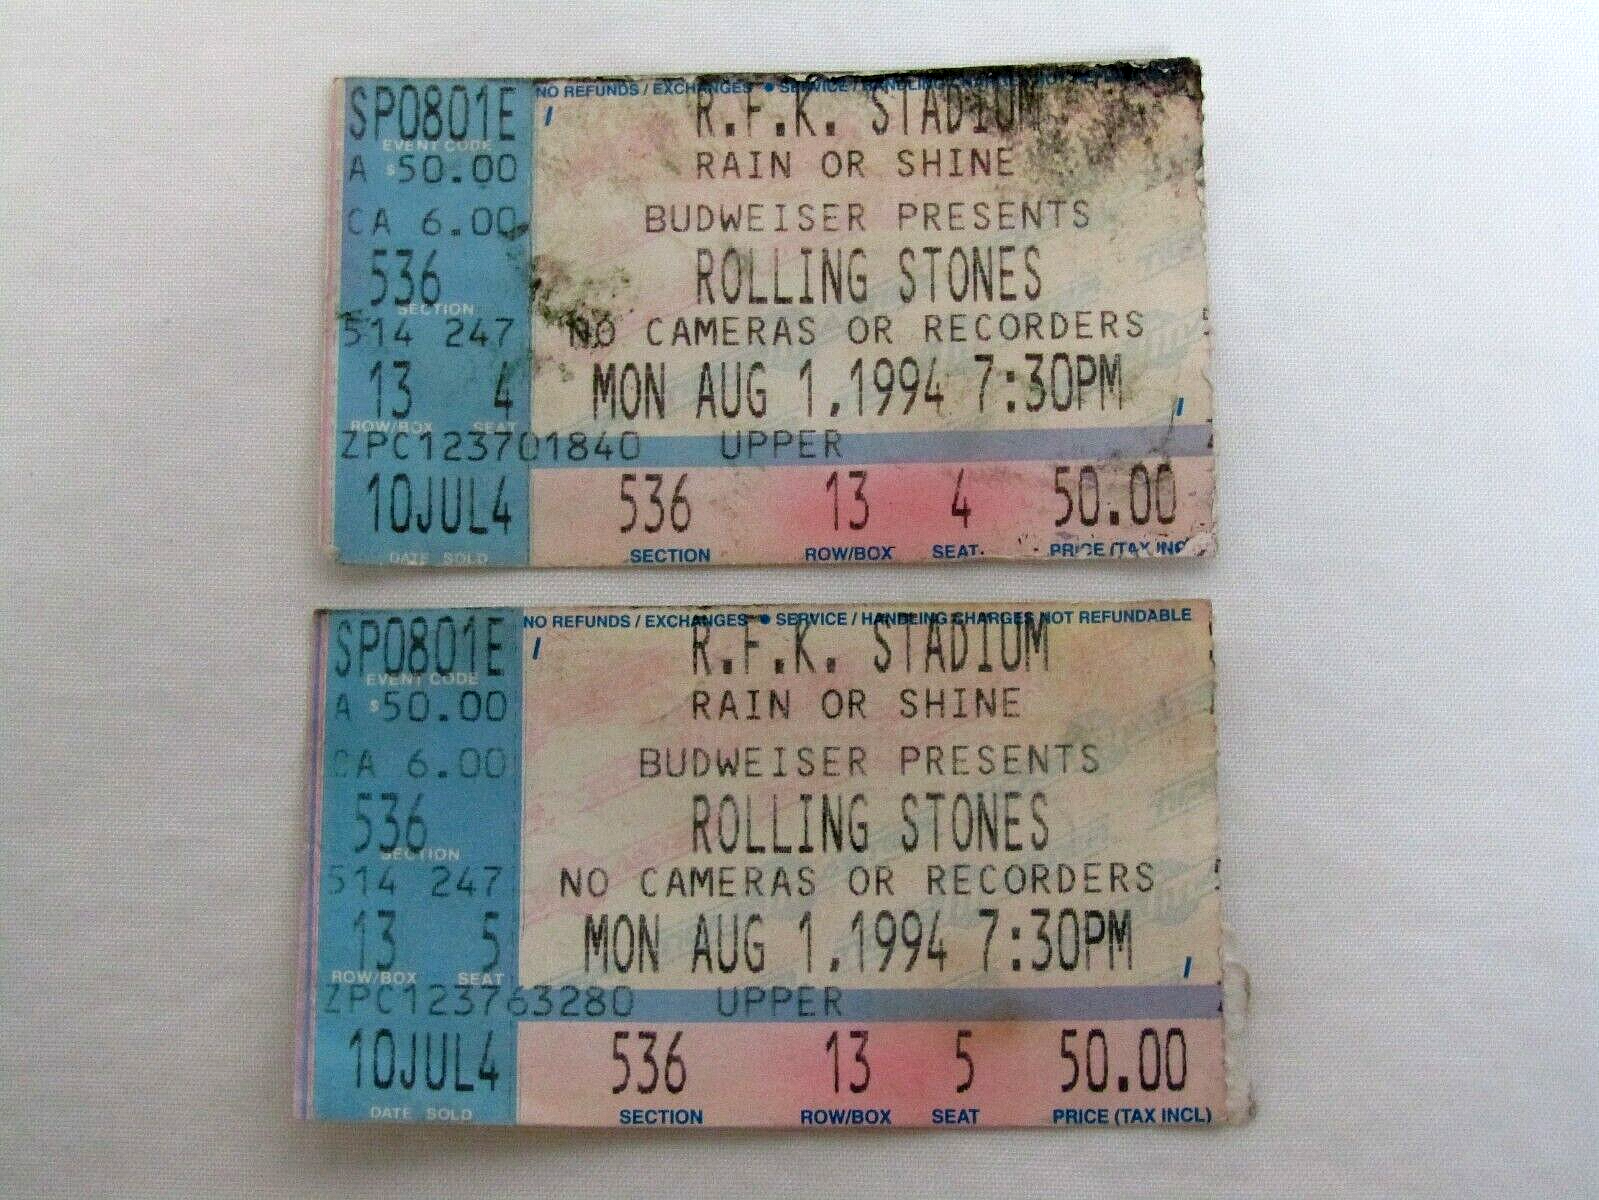 NO REFUNDS / EXCHANGES • SERVICE / HANDLING
SP0801E R.F.K. STADIUM
EVENT CODE
A $50.00 RAIN OR SHINE
CA 6.00 BUDWEISER PRESENTS
536 ROLLING STONES
SECTION
514 247 NO CAMERAS OR RECORDERS
13 4 MON AUG 1,1994 7:30PM
ROW/BOX SEAT
ZPC123701840 UPPER
10JUL4 536 13 4 50.00
DATE SOLD SECTION ROW/BOX SEAT PRICE (TAX INCL
NO REFUNDS / EXCHANGES • SERVICE / HANDLING CHARGES NOT REFUNDABLE
SP0801E R.F.K. STADIUM
EVENT CODE
A $50.00 RAIN OR SHINE
CA 6.00 BUDWEISER PRESENTS
536 ROLLING STONES
SECTION
514 247 NO CAMERAS OR RECORDERS
13 5 MON AUG 1,1994 7:30PM
ROW/BOX SEAT
ZPC123763280 UPPER
10JUL4 536 13 5 50.00
DATE SOLD SECTION ROW/BOX SEAT PRICE (TAX INCL)